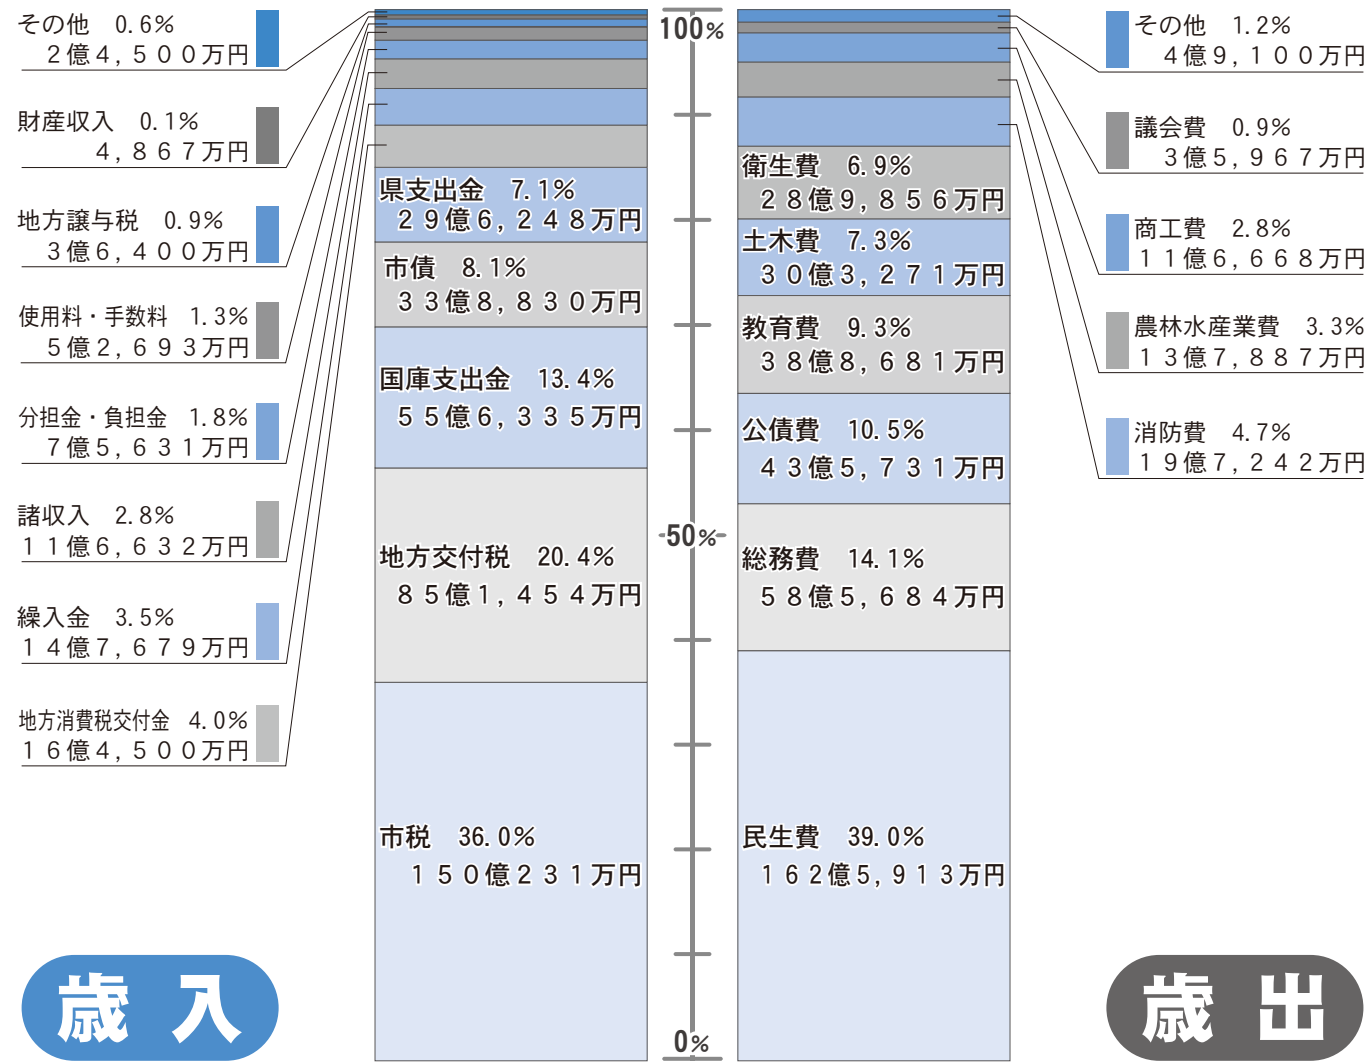 その他 0.6%
2億4,500万円
財産収入 0.1%
4,867万円
地方譲与税 0.9%
3億6,400万円
使用料・手数料 1.3%
5億2,693万円
分担金・負担金 1.8%
7億5,631万円
諸収入 2.8%
11億6,632万円
繰入金 3.5%
14億7,679万円
地方消費税交付金 4.0%
16億4,500万円
県支出金 7.1%
29億6,248万円
市債 8.1%
33億8,830万円
国庫支出金 13.4%
55億6,335万円
地方交付税 20.4%
85億1,454万円
市税 36.0%
150億231万円
歳入
100%
50%
0%
衛生費 6.9%
28億9,856万円
土木費 7.3%
30億3,271万円
教育費 9.3%
38億8,681万円
公債費 10.5%
43億5,731万円
総務費 14.1%
58億5,684万円
民生費 39.0%
162億5,913万円
その他 1.2%
4億9,100万円
議会費 0.9%
3億5,967万円
商工費 2.8%
11億6,668万円
農林水産業費 3.3%
13億7,887万円
消防費 4.7%
19億7,242万円
歳出